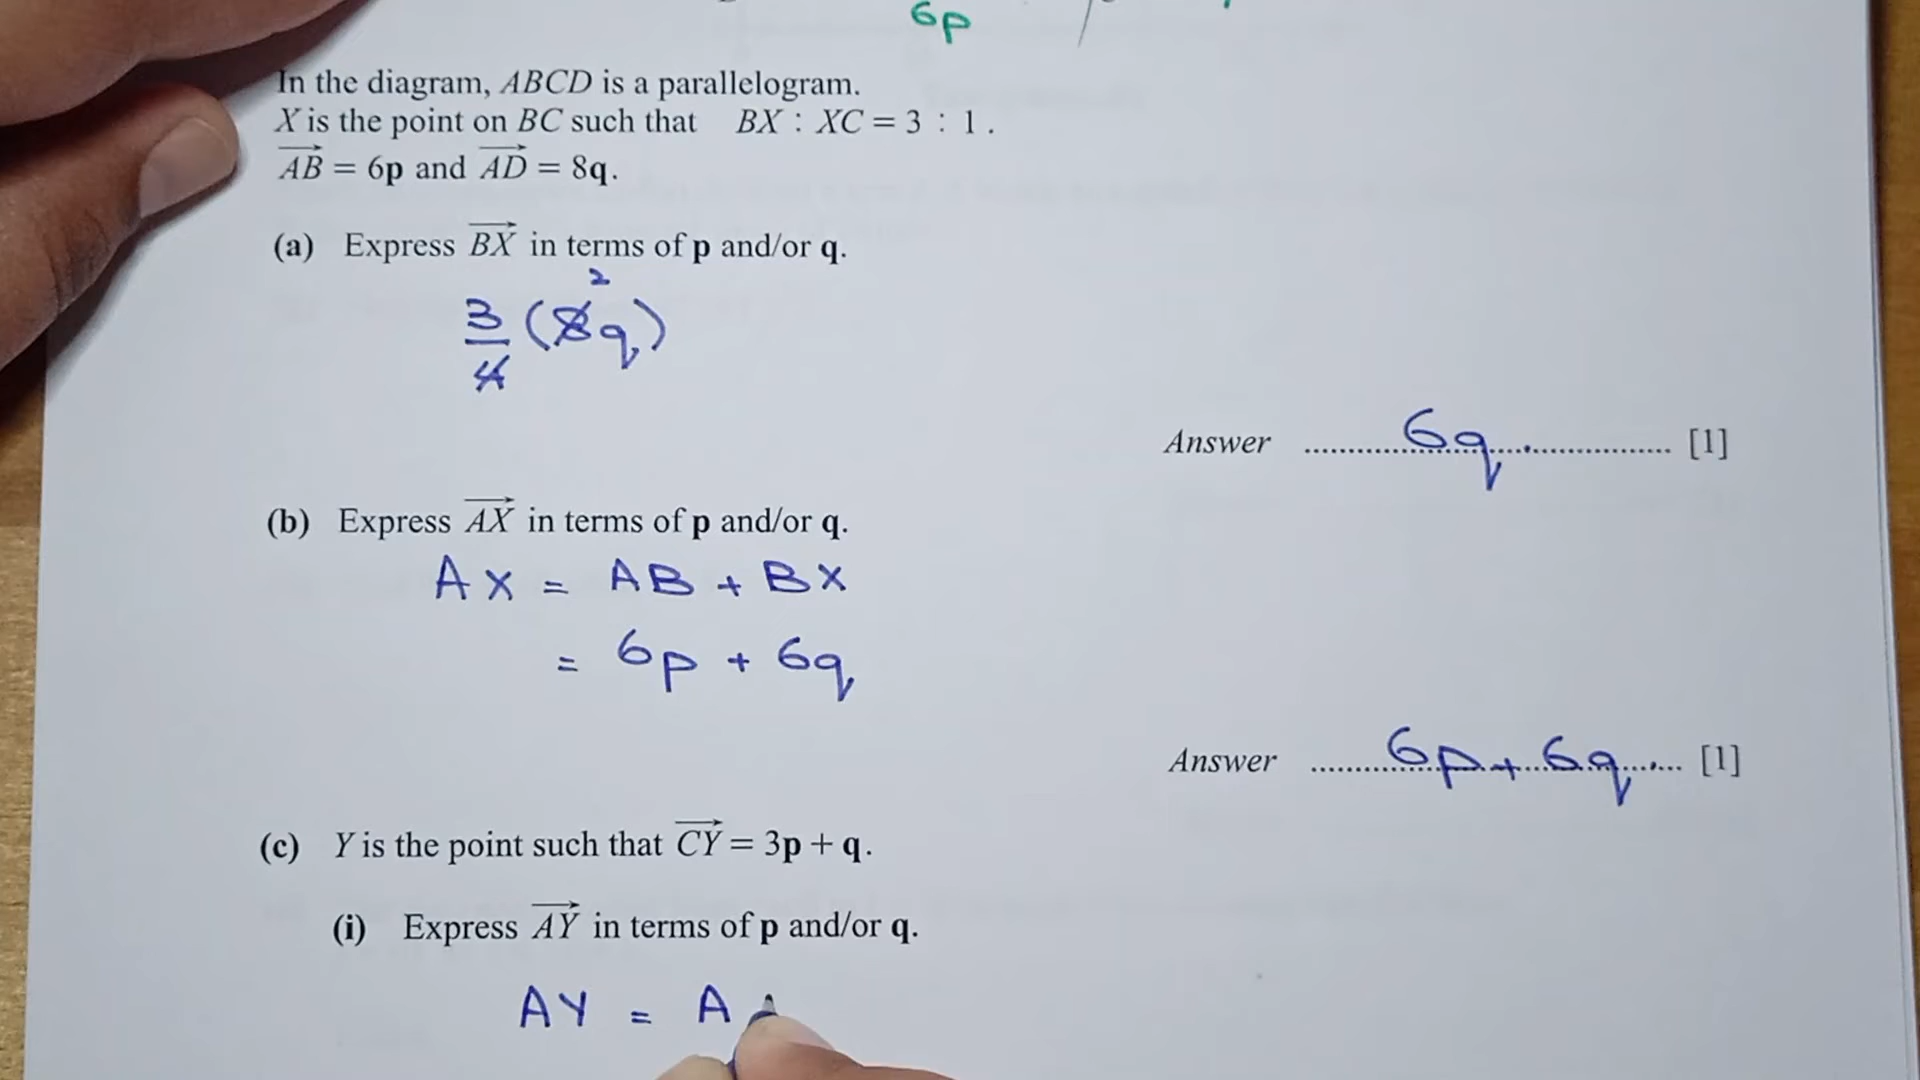 6p
In the diagram, ABCD is a parallelogram.
X is the point on BC such that BX : XC = 3 : 1.
AB = 6p and AD = 8q.
(a) Express BX in terms of p and/or q.
2
3/4 (8q)
Answer 6q. [1]
(b) Express AX in terms of p and/or q.
AX = AB + BX
= 6p + 6q
Answer 6p + 6q. [1]
(c) Y is the point such that CY = 3p + q.
(i) Express AY in terms of p and/or q.
AY = A